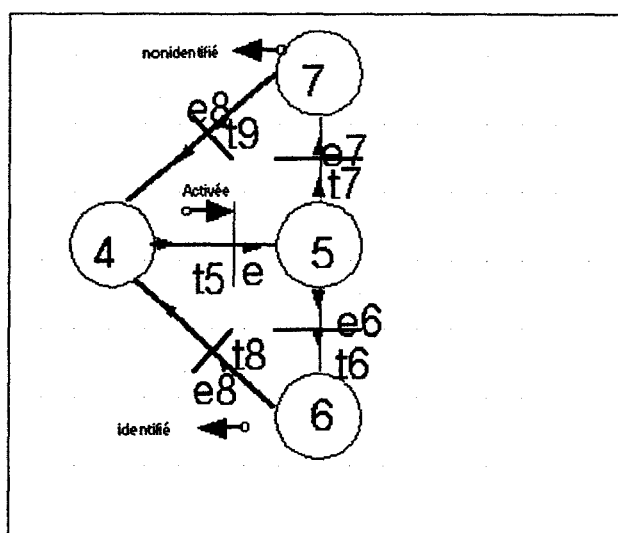 nonidentifié
7
e8
t9
e7
t7
Activée
4
5
t5
e
e6
t6
t8
e8
6
identifié